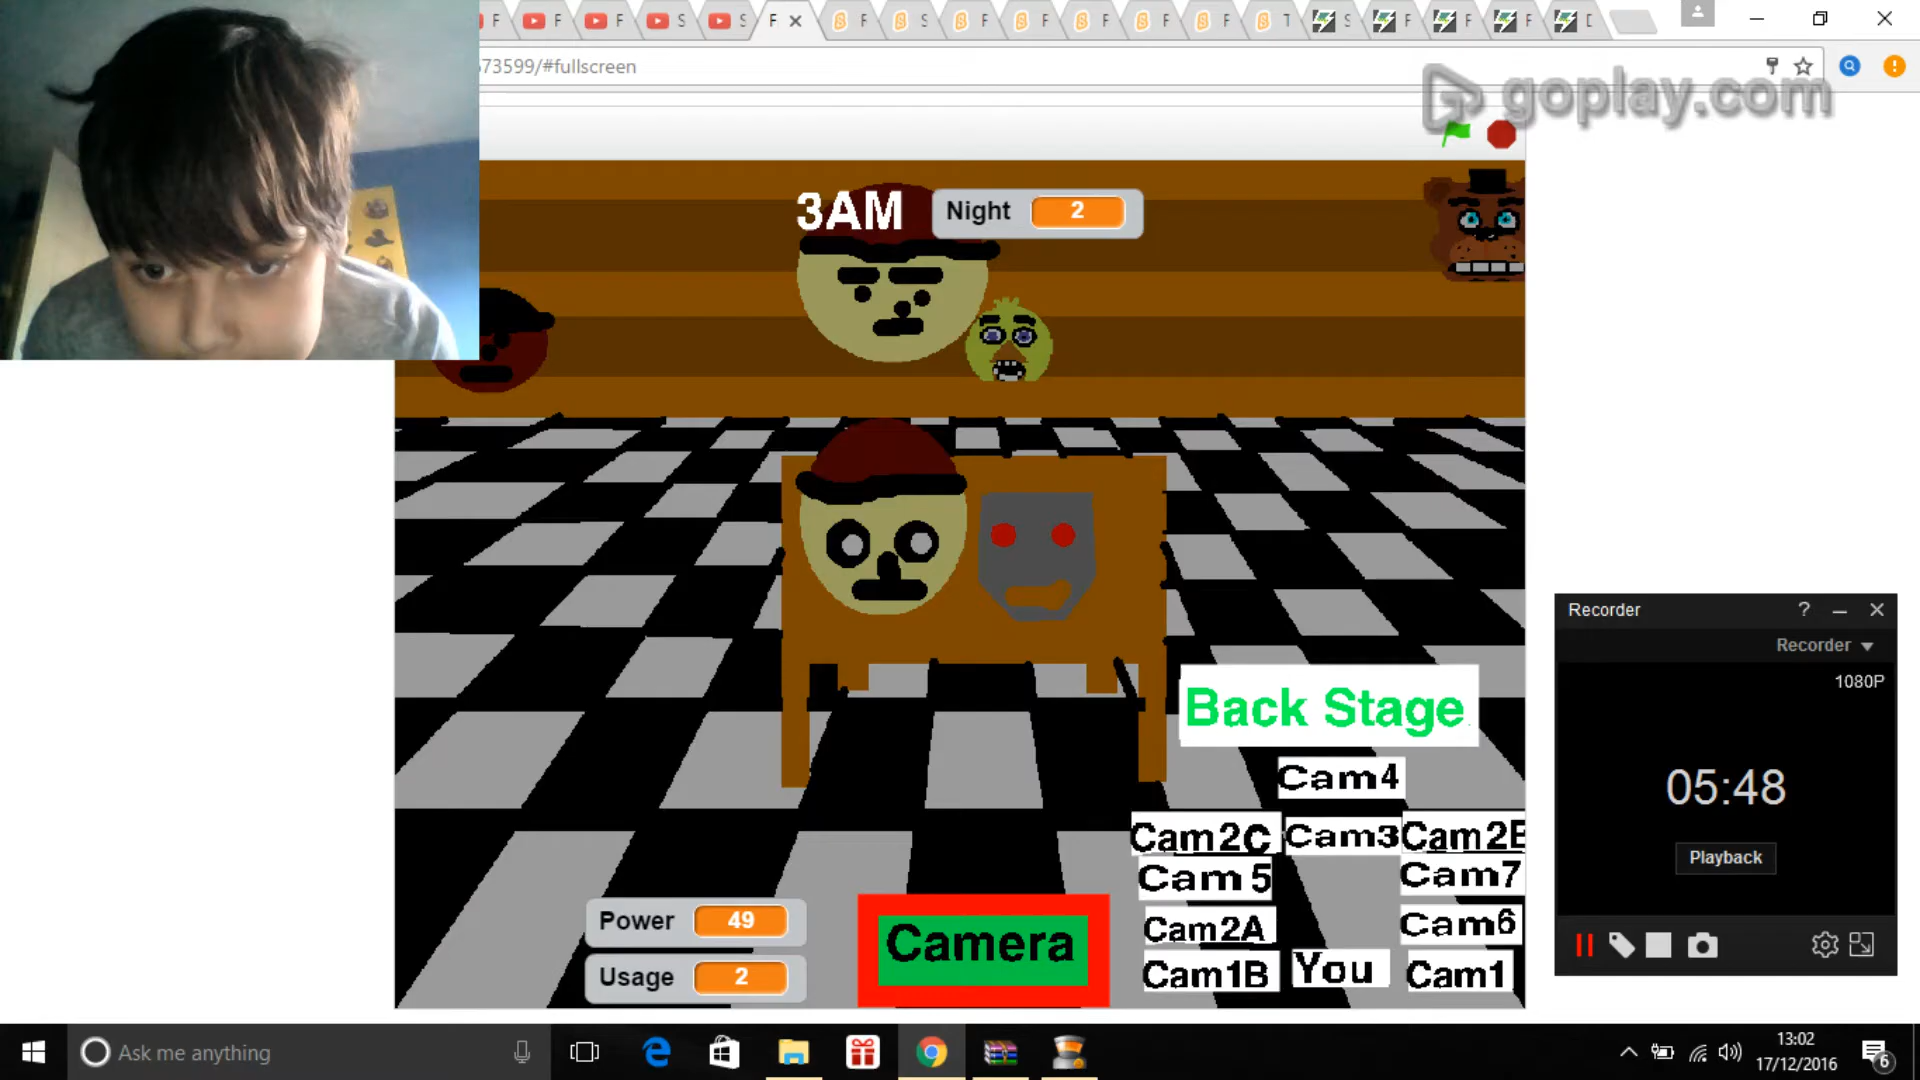 F F F S S F F S F F F F F T S F F F D
73599/#fullscreen
goplay.com
3AM
Night 2
Recorder ?
Recorder
1080P
Back Stage
Cam4
05:48
Cam2C Cam3 Cam2B
Cam5 Cam7
Playback
Power 49
Camera
Cam2A
Cam6
Usage 2
Cam1B
You
Cam1
Ask me anything
13:02
17/12/2016
6